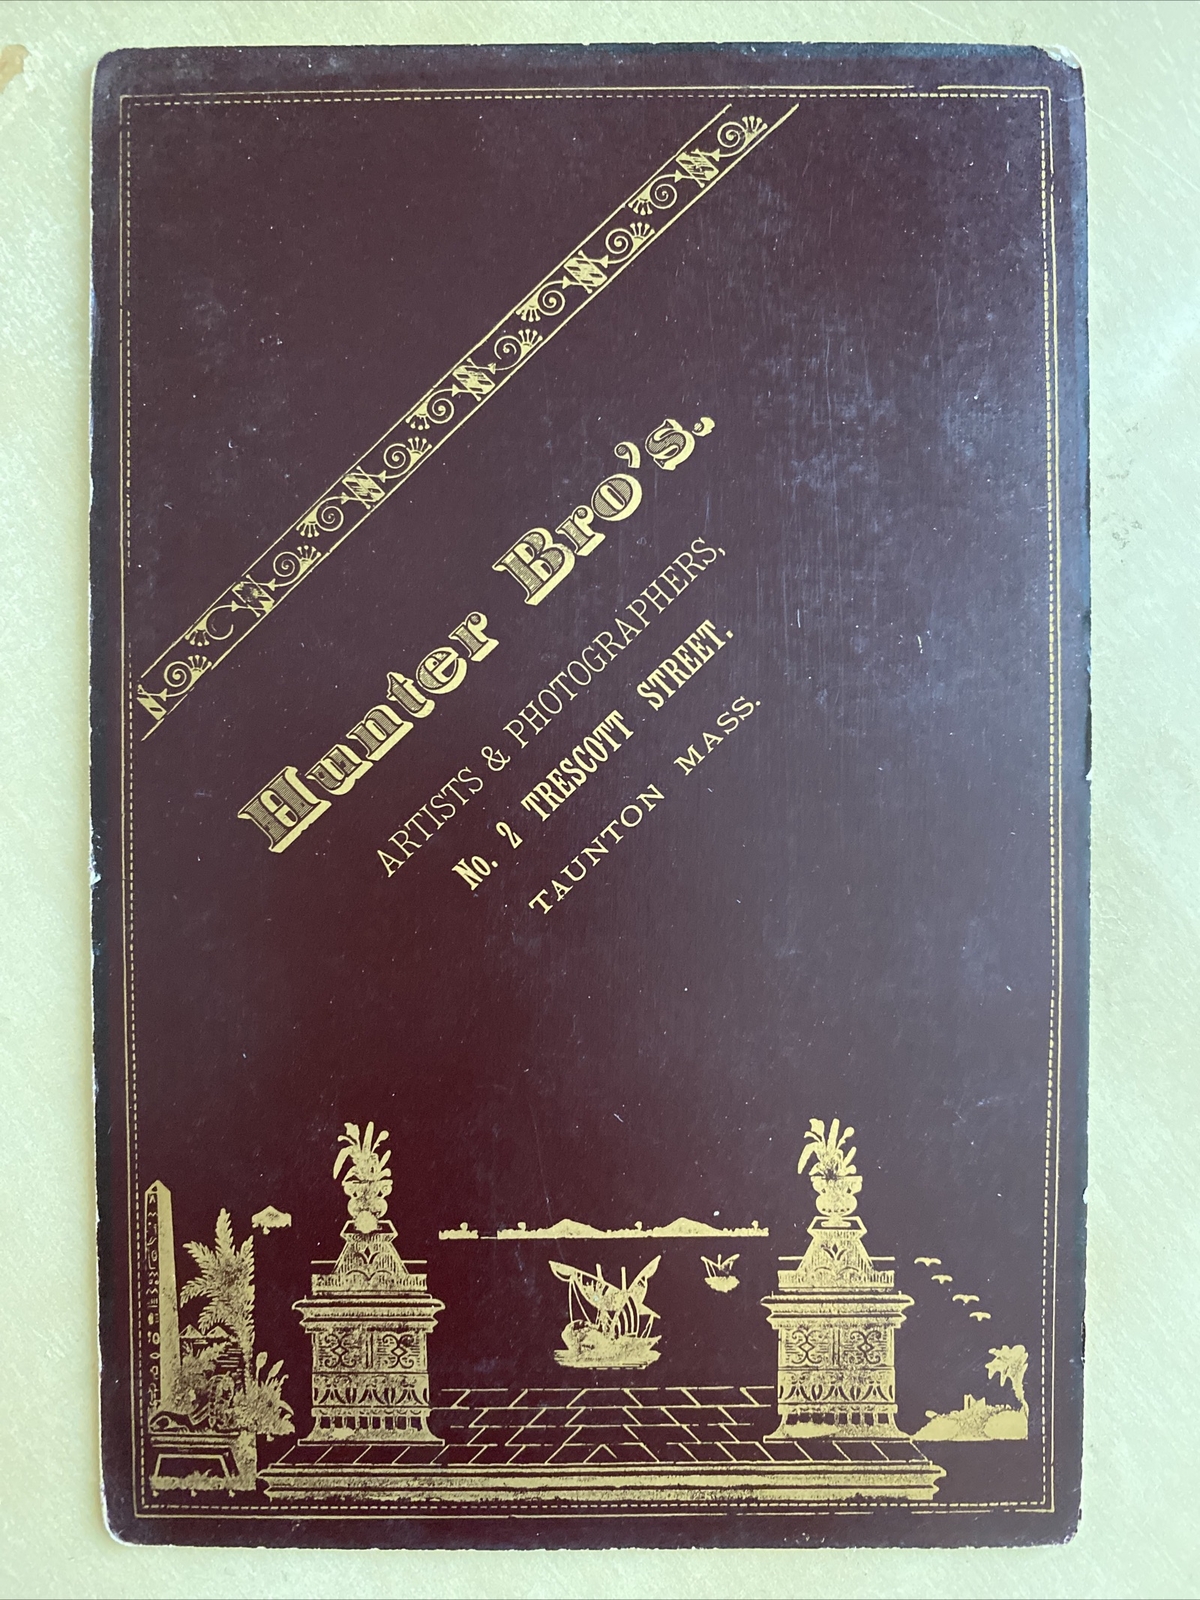 Hunter Bro's.
ARTISTS & PHOTOGRAPHERS,
No. 2 TRESCOTT STREET.
TAUNTON MASS.